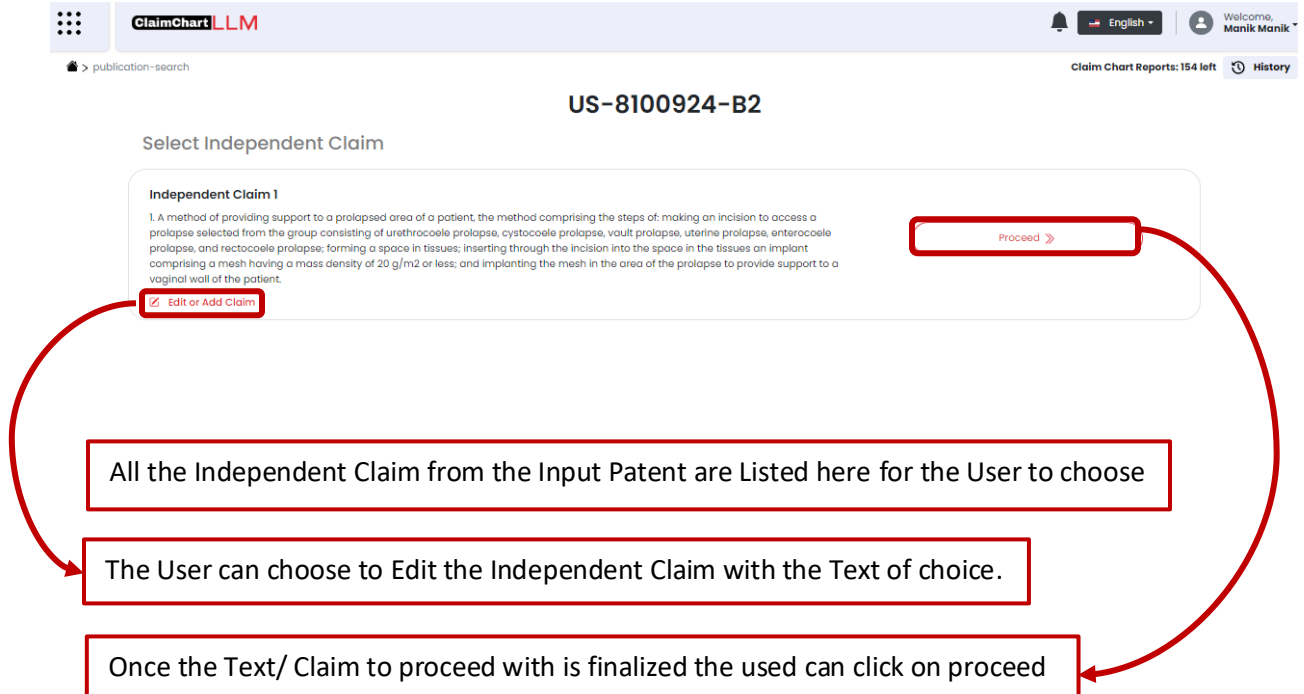 ClaimChart LLM
English
Welcome,
Manik Manik
> publication-search
Claim Chart Reports: 154 left
History
US-8100924-B2
Select Independent Claim
Independent Claim 1
1. A method of providing support to a prolapsed area of a patient, the method comprising the steps of: making an incision to access a
prolapse selected from the group consisting of urethrocoele prolapse, cystocoele prolapse, vault prolapse, uterine prolapse, enterocoele
prolapse, and rectocoele prolapse; forming a space in tissues; inserting through the incision into the space in the tissues an implant
comprising a mesh having a mass density of 20 g/m2 or less; and implanting the mesh in the area of the prolapse to provide support to a
vaginal wall of the patient.
Proceed
Edit or Add Claim
All the Independent Claim from the Input Patent are Listed here for the User to choose
The User can choose to Edit the Independent Claim with the Text of choice.
Once the Text/ Claim to proceed with is finalized the used can click on proceed